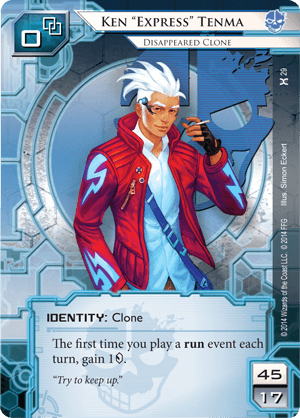 0
KEN “EXPRESS” TENMA
DISAPPEARED CLONE
29
Illus. Simon Eckert
© 2014 Wizards of the Coast LLC. © 2014 FFG
IDENTITY: Clone
The first time you play a run event each
turn, gain 1.
“Try to keep up.”
45
17